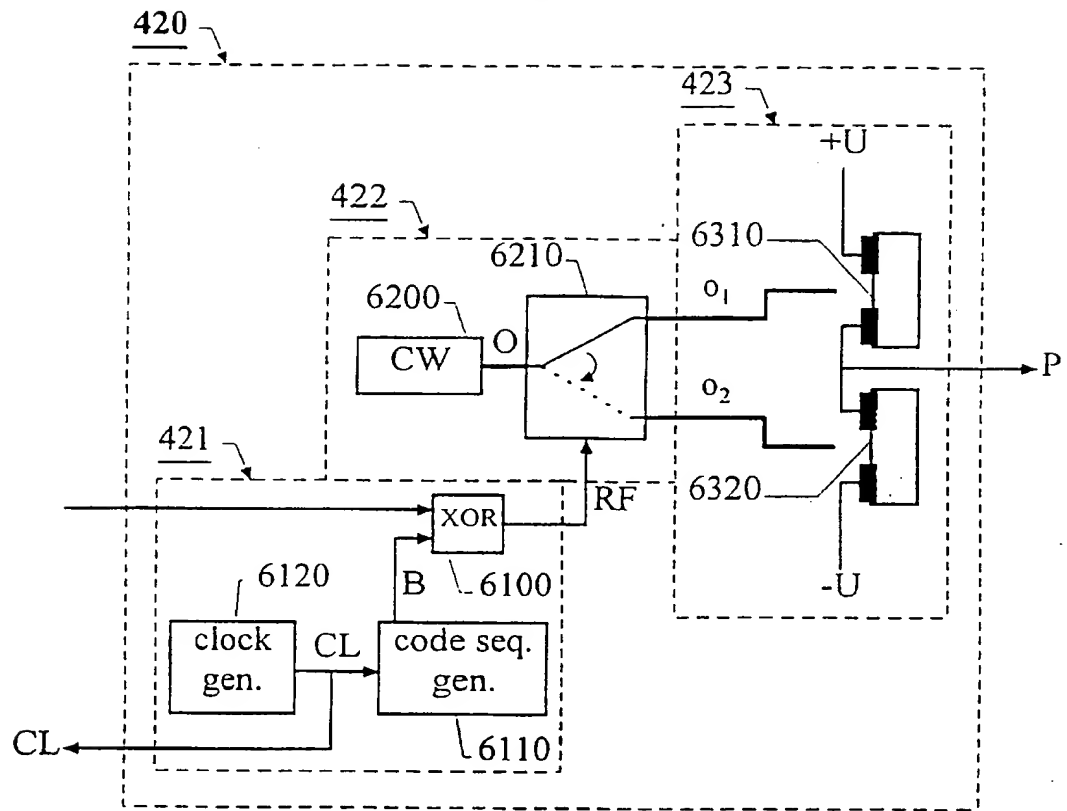 420
423
+U
422
6310
6210
6200
o1
O
CW
P
o2
421
6320
RF
XOR
-U
6120
B
6100
clock
gen.
CL
code seq.
gen.
CL
6110